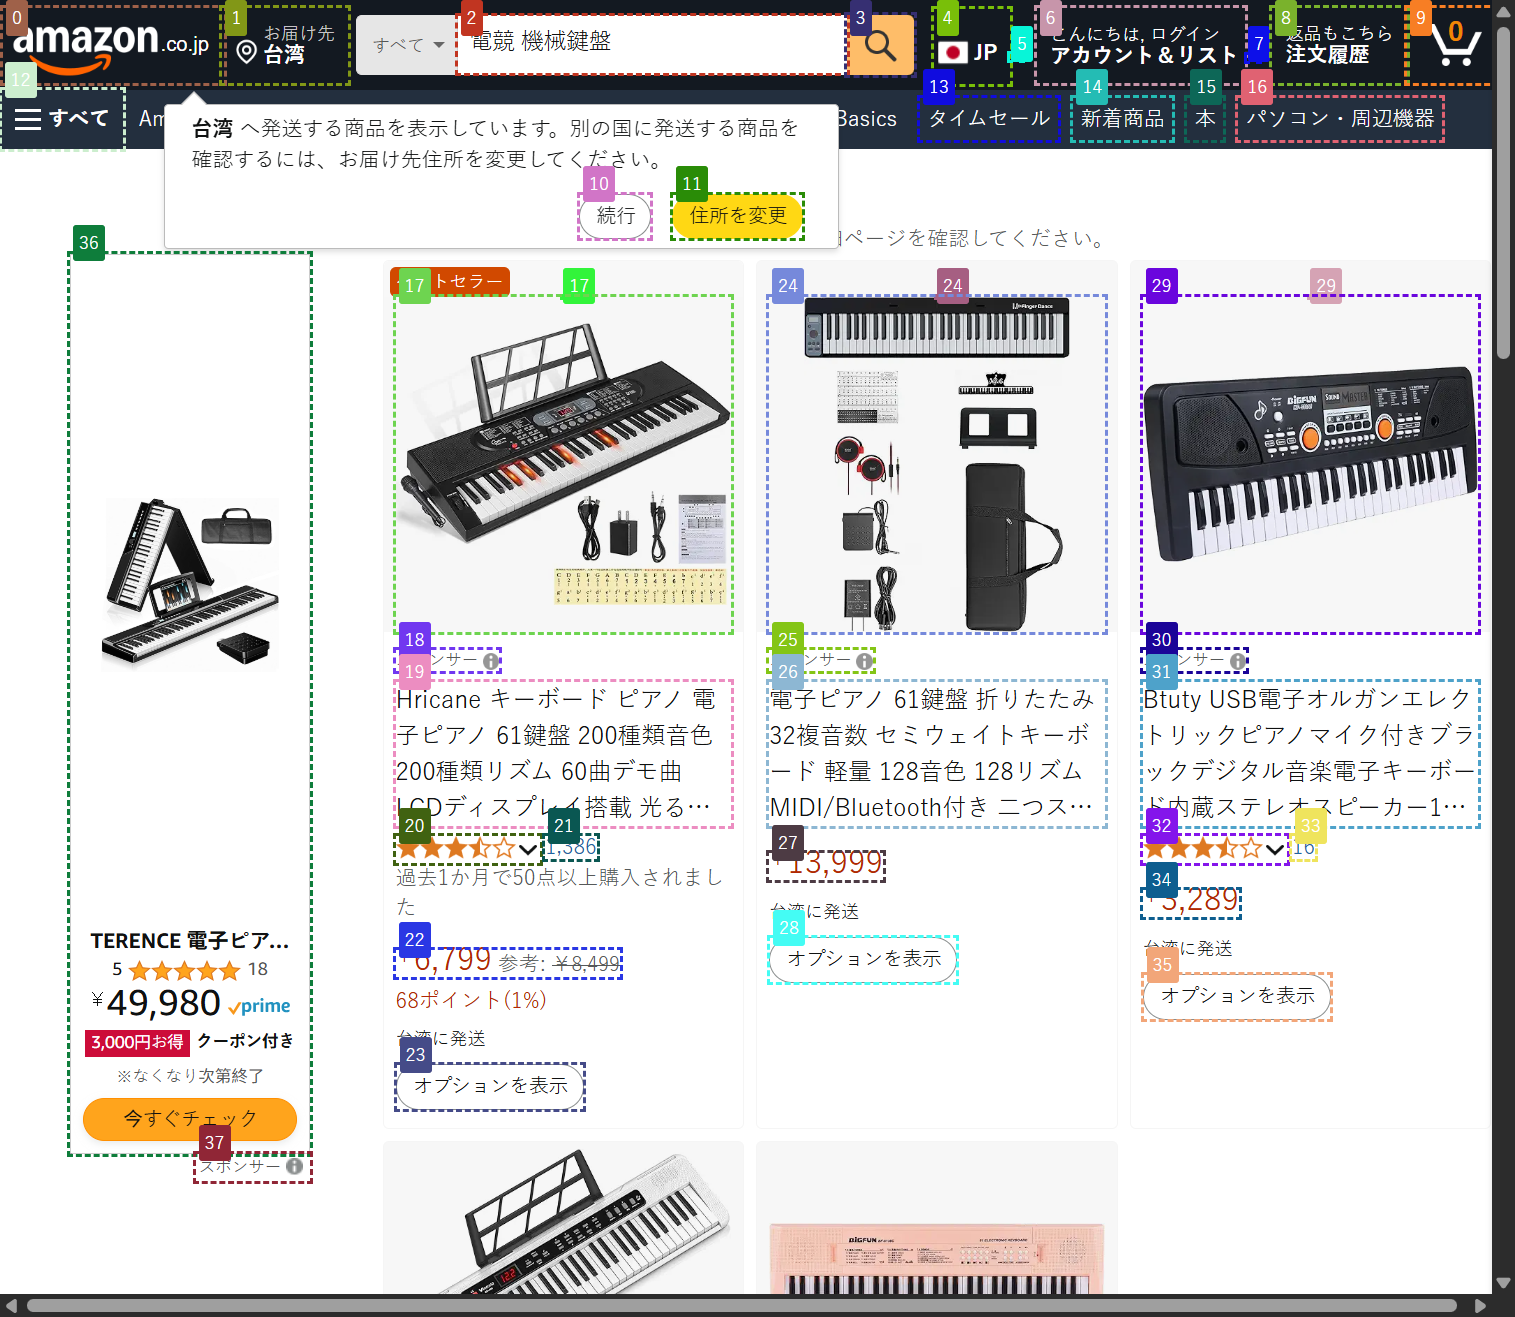 amazon.co.jp
お届け先
台湾
すべて
電競 機械鍵盤
JP
こんにちは, ログイン
アカウント＆リスト
返品もこちら
注文履歴
0
すべて
Am
Basics
タイムセール
新着商品
本
パソコン・周辺機器
台湾 へ発送する商品を表示しています。別の国に発送する商品を
確認するには、お届け先住所を変更してください。
続行
住所を変更
ページを確認してください。
0
1
2
3
4
5
6
7
8
9
10
11
12
13
14
15
16
36
17
17
24
24
29
29
トセラー
18
ンサー
19
Hricane キーボード ピアノ 電
子ピアノ 61鍵盤 200種類音色
200種類リズム 60曲デモ曲
LCDディスプレイ搭載 光る…
20
21
1,386
過去1か月で50点以上購入されまし
た
22
6,799 参考: ￥8,499
68ポイント(1%)
台湾に発送
23
オプションを表示
25
ンサー
26
電子ピアノ 61鍵盤 折りたたみ
32複音数 セミウェイトキーボ
ード 軽量 128音色 128リズム
MIDI/Bluetooth付き 二つス…
27
13,999
台湾に発送
28
オプションを表示
BIGFUN
SOUND MASTER
30
ンサー
31
Btuty USB電子オルガンエレク
トリックピアノマイク付きブラ
ックデジタル音楽電子キーボー
ド内蔵ステレオスピーカー1…
32
33
16
34
3,289
台湾に発送
35
オプションを表示
TERENCE 電子ピア...
5 18
¥49,980 prime
3,000円お得 クーポン付き
※なくなり次第終了
今すぐチェック
37
スポンサー
BIGFUN